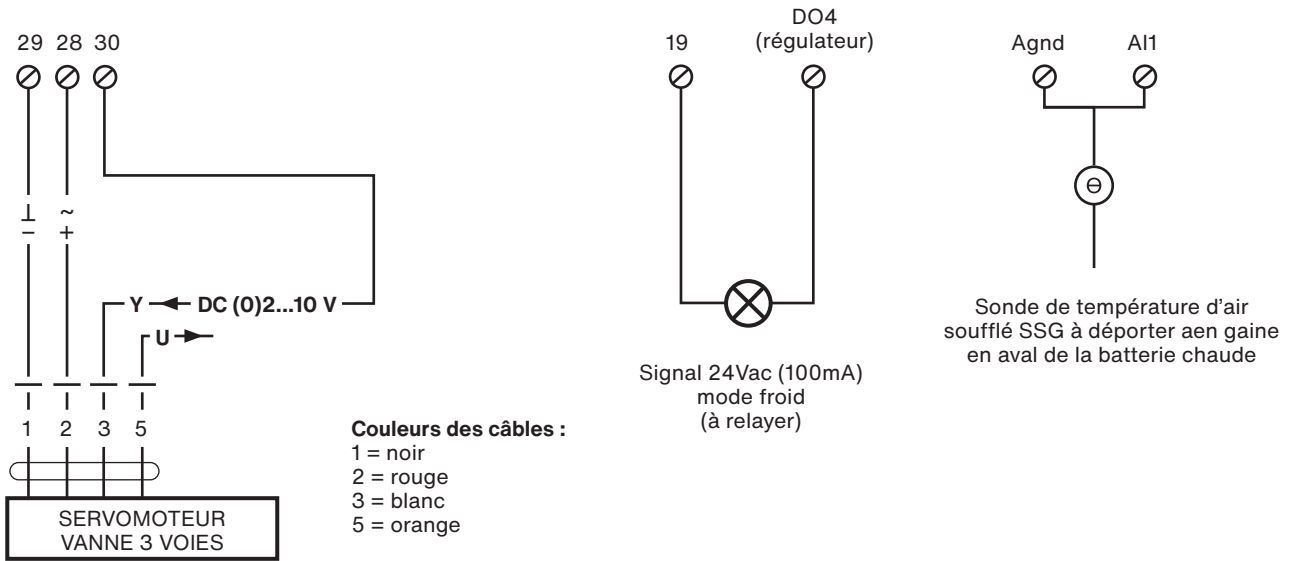 29 28 30
⊥ ~
– +
Y DC (0)2...10 V
U
1 2 3 5
SERVOMOTEUR
VANNE 3 VOIES
Couleurs des câbles :
1 = noir
2 = rouge
3 = blanc
5 = orange
19
DO4
(régulateur)
Signal 24Vac (100mA)
mode froid
(à relayer)
Agnd AI1
Θ
Sonde de température d'air
soufflé SSG à déporter aen gaine
en aval de la batterie chaude